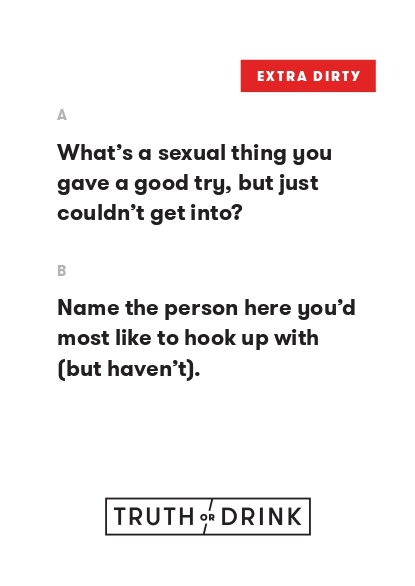 EXTRA DIRTY
A
What's a sexual thing you
gave a good try, but just
couldn't get into?
B
Name the person here you'd
most like to hook up with
(but haven't).
TRUTH OR DRINK